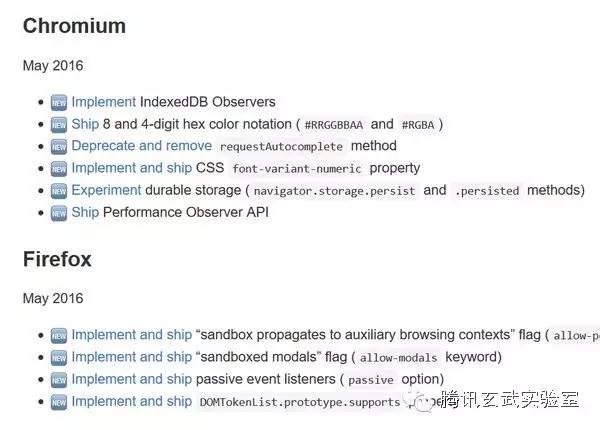 Chromium
May 2016
NEW Implement IndexedDB Observers
NEW Ship 8 and 4-digit hex color notation ( #RRGGBBAA and #RGBA )
NEW Deprecate and remove requestAutocomplete method
NEW Implement and ship CSS font-variant-numeric property
NEW Experiment durable storage ( navigator.storage.persist and .persisted methods)
NEW Ship Performance Observer API
Firefox
May 2016
NEW Implement and ship “sandbox propagates to auxiliary browsing contexts” flag ( allow-p
NEW Implement and ship “sandboxed modals” flag ( allow-modals keyword)
NEW Implement and ship passive event listeners ( passive option)
NEW Implement and ship DOMTokenList.prototype.supports
腾讯玄武实验室